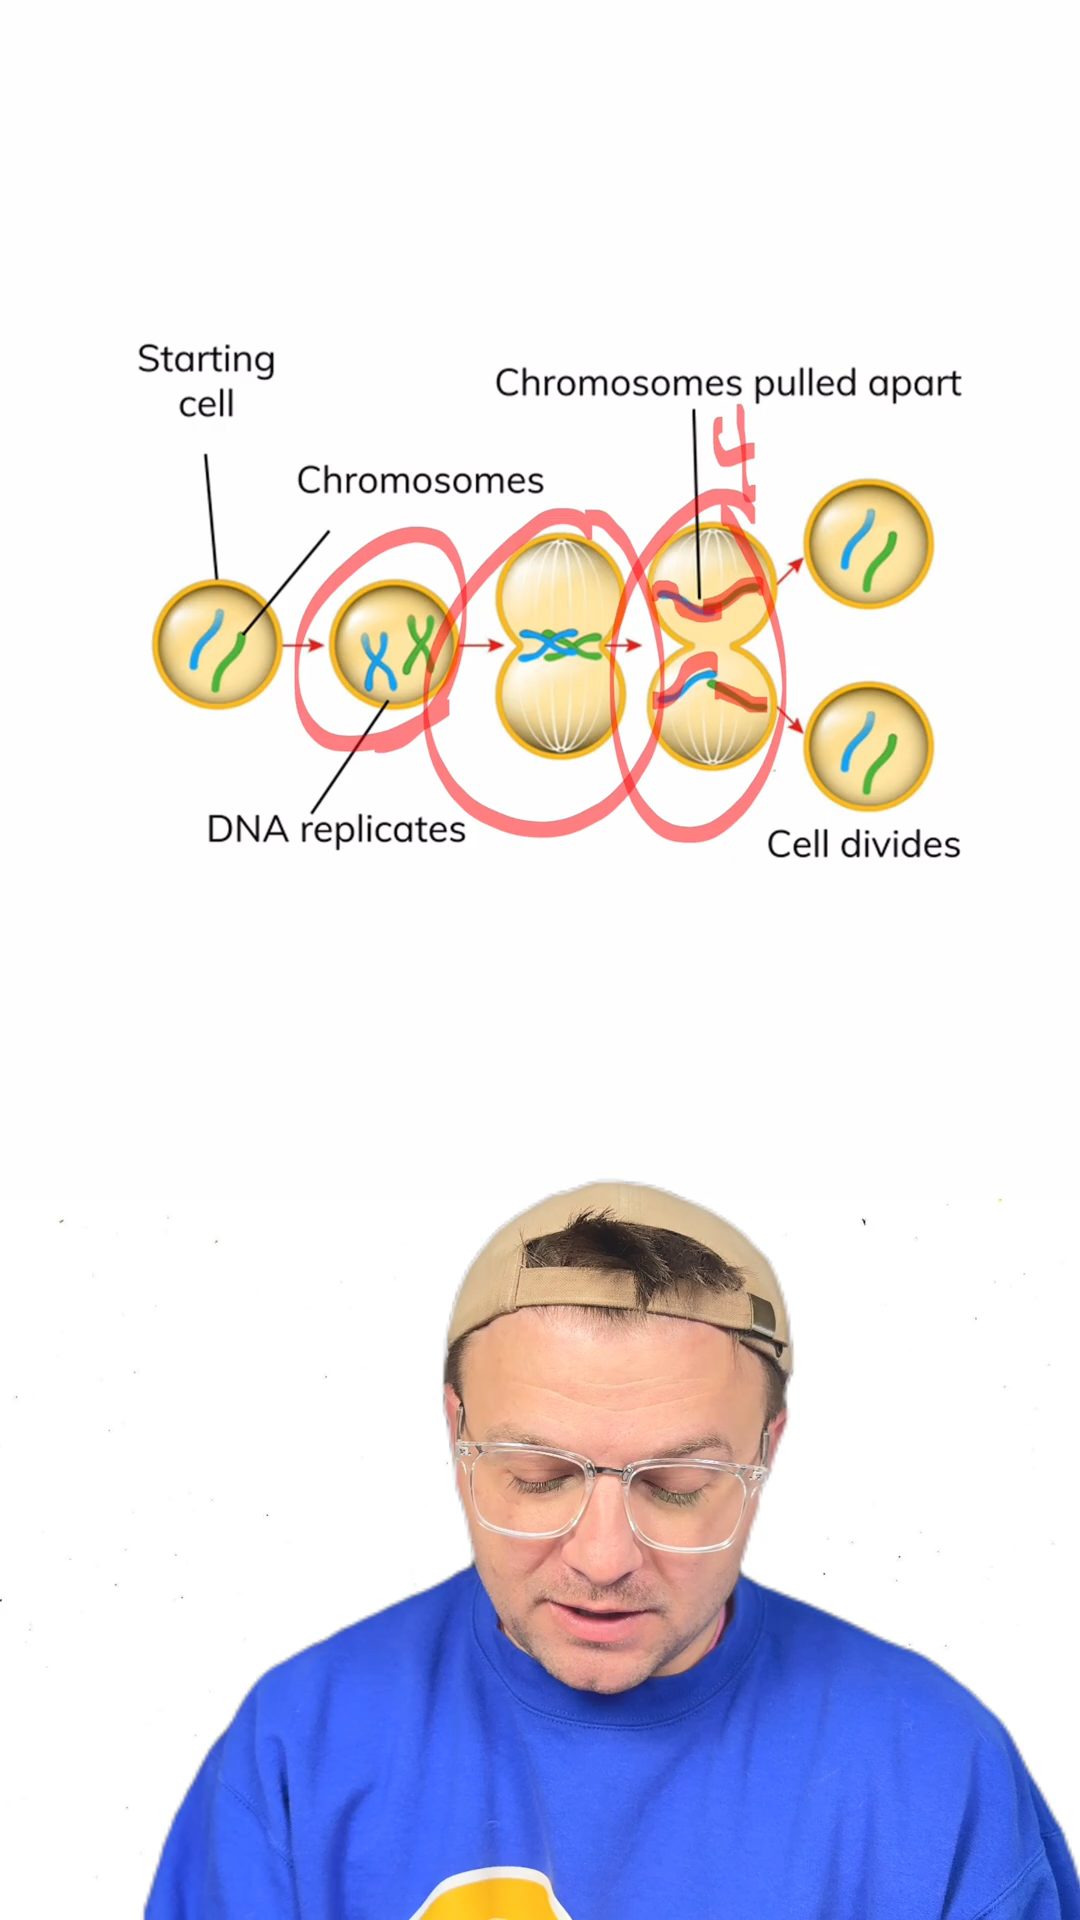 Starting
cell
Chromosomes pulled apart
Chromosomes
DNA replicates
Cell divides